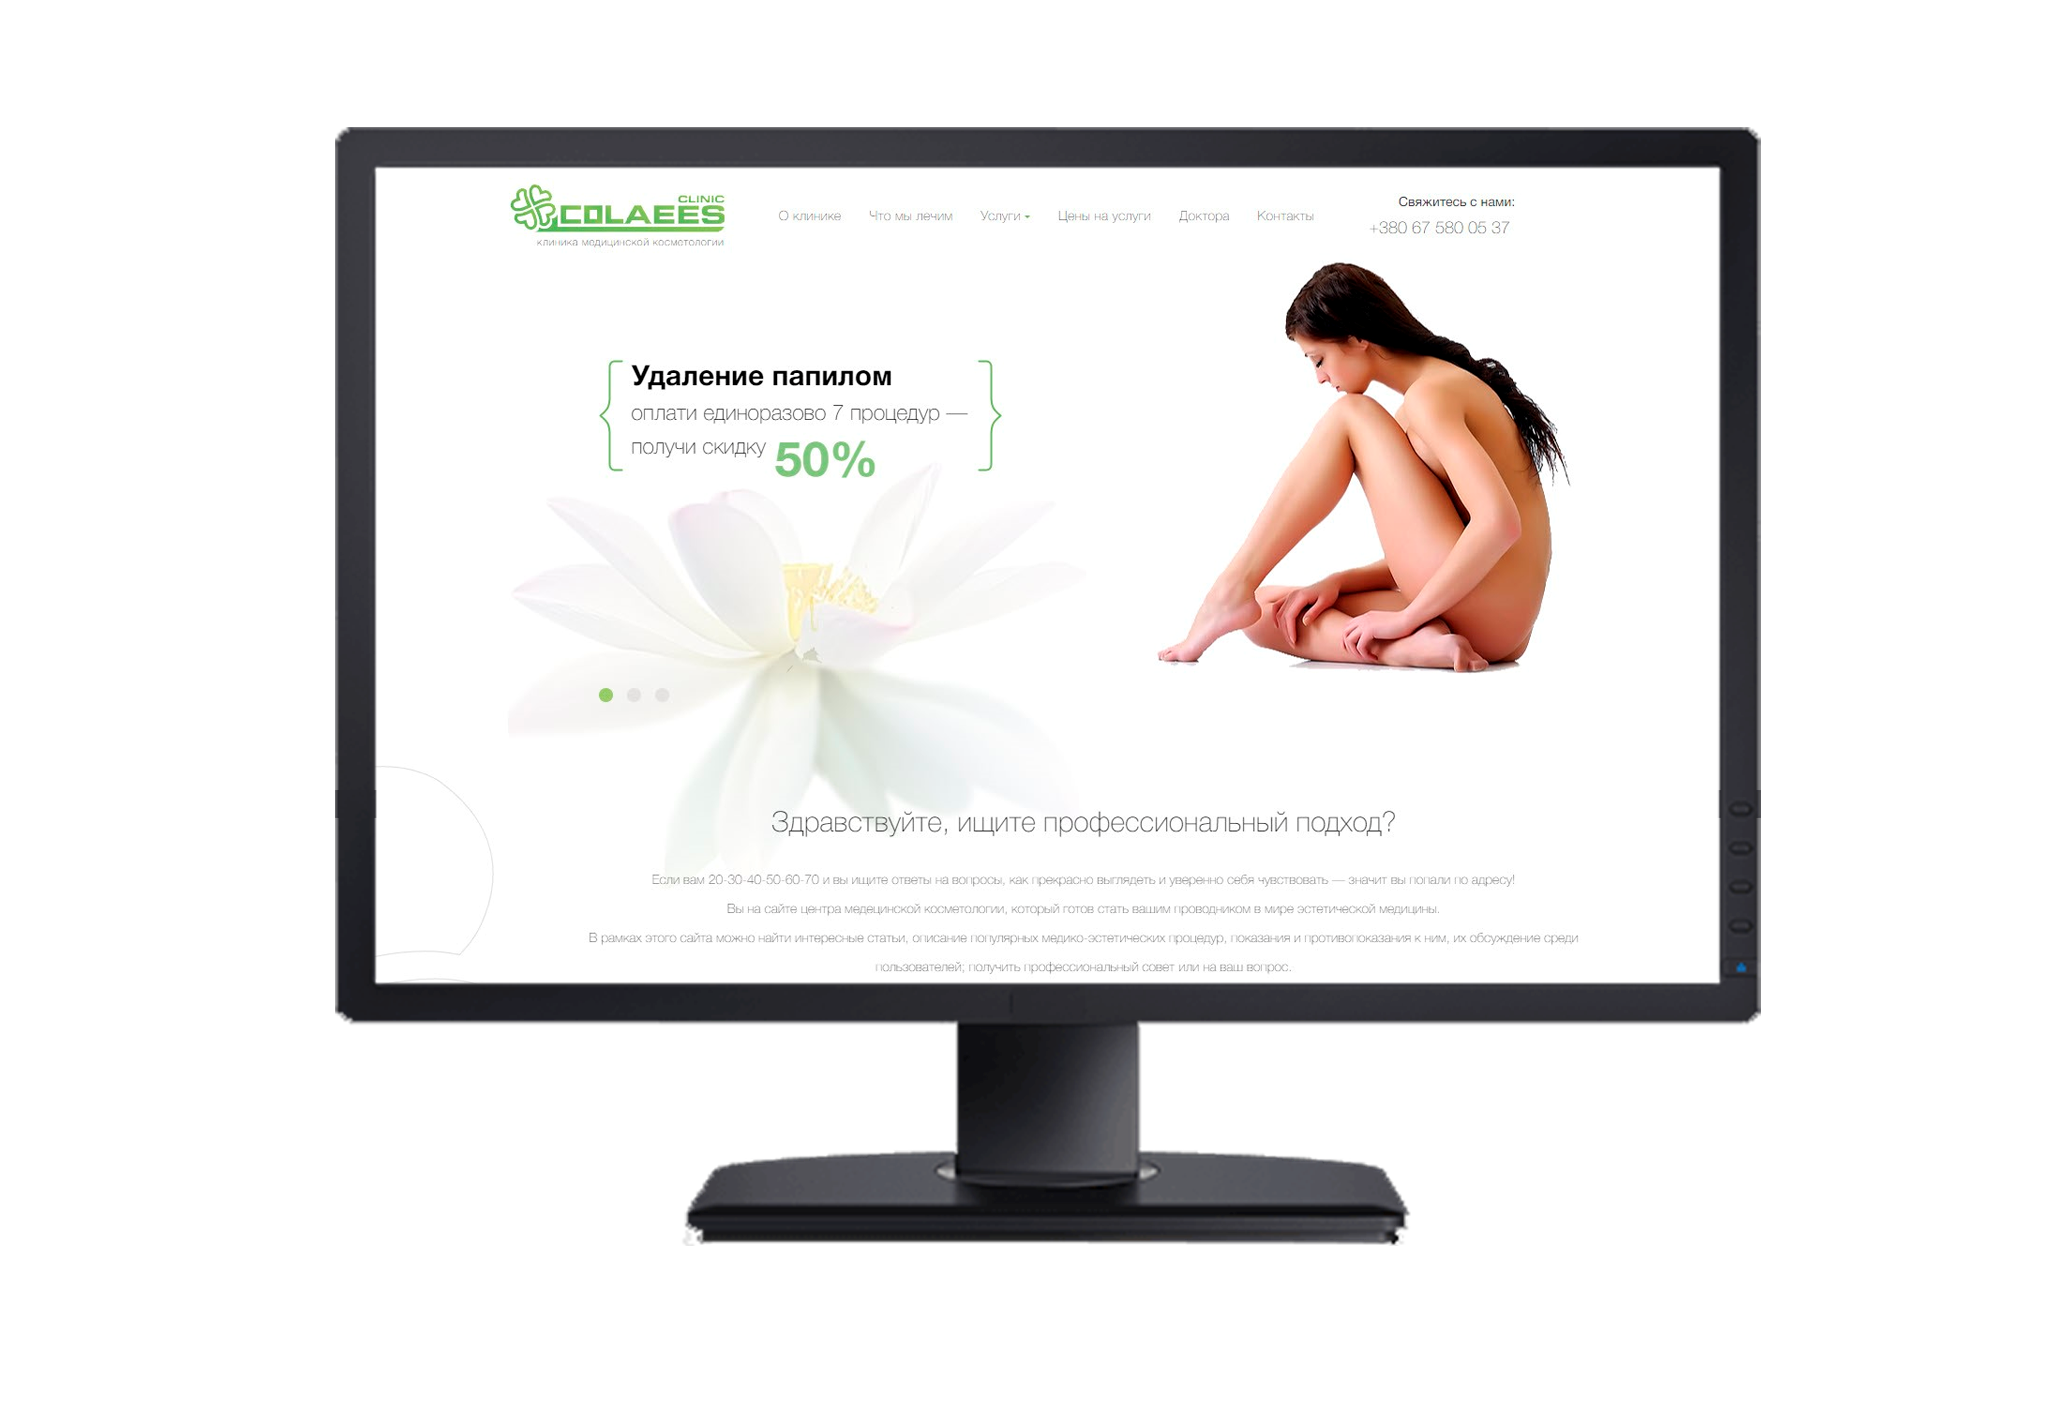 CLINIC
COLAEES
клиника медицинской косметологии
О клинике Что мы лечим Услуги Цены на услуги Доктора Контакты
Свяжитесь с нами:
+380 67 580 05 37
Удаление папилом
оплати единоразово 7 процедур —
получи скидку 50%
Здравствуйте, ищите профессиональный подход?
Если вам 20-30-40-50-60-70 и вы ищите ответы на вопросы, как прекрасно выглядеть и уверенно себя чувствовать — значит вы попали по адресу!
Вы на сайте центра медецинской косметологии, который готов стать вашим проводником в мире эстетической медицины.
В рамках этого сайта можно найти интересные статьи, описание популярных медико-эстетических процедур, показания и противопоказания к ним, их обсуждение среди
пользователей; получить профессиональный совет или на ваш вопрос.